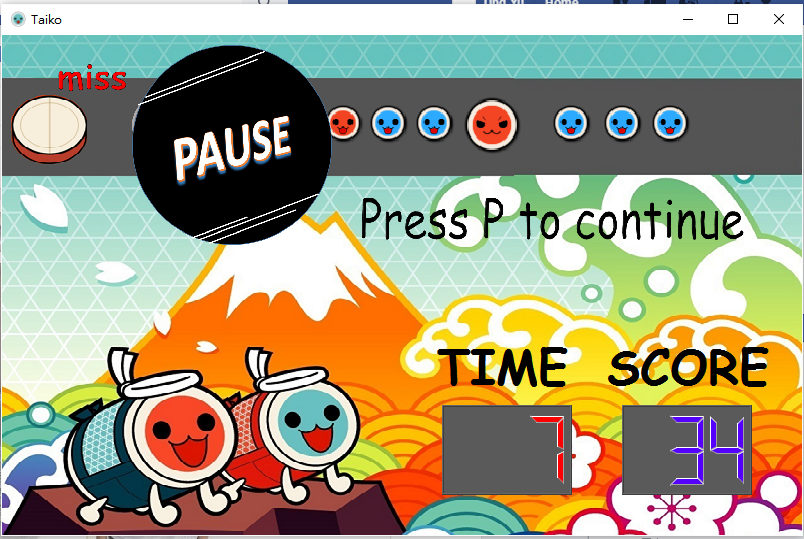 Taiko
miss
PAUSE
Press P to continue
TIME SCORE
7 34